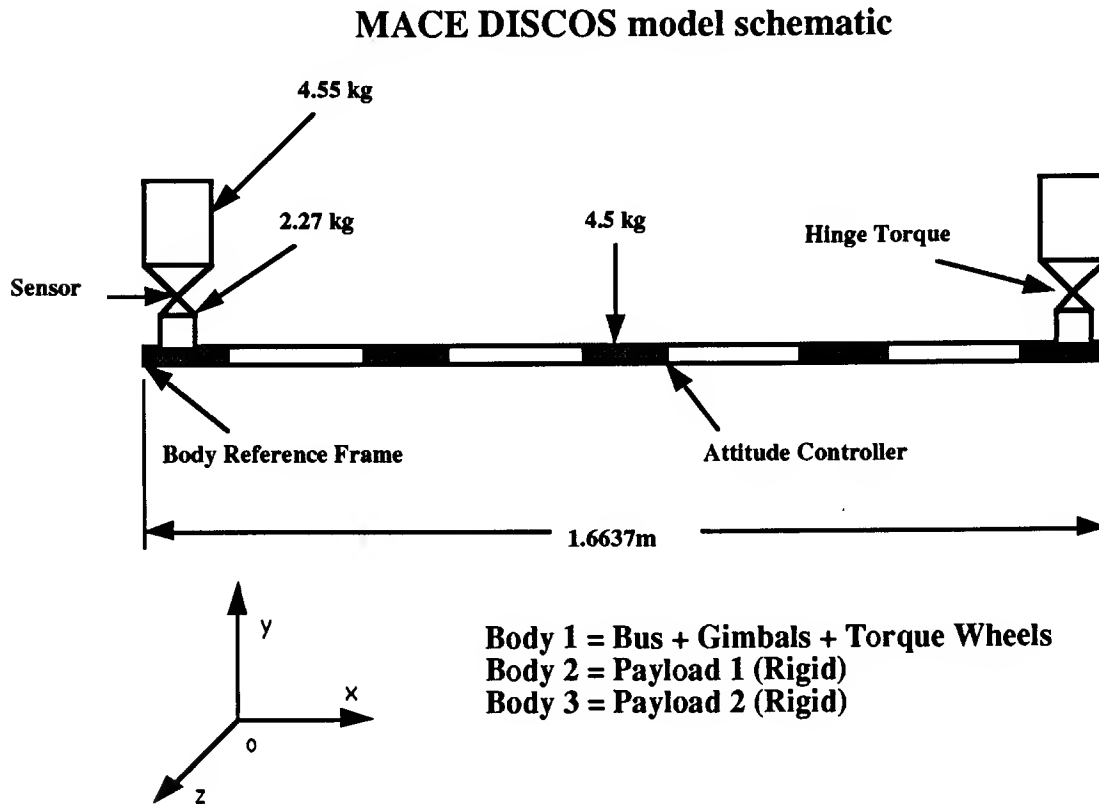 MACE DISCOS model schematic
4.55 kg
2.27 kg
4.5 kg
Hinge Torque
Sensor
Body Reference Frame
Attitude Controller
1.6637m
y
x
o
z
Body 1 = Bus + Gimbals + Torque Wheels
Body 2 = Payload 1 (Rigid)
Body 3 = Payload 2 (Rigid)